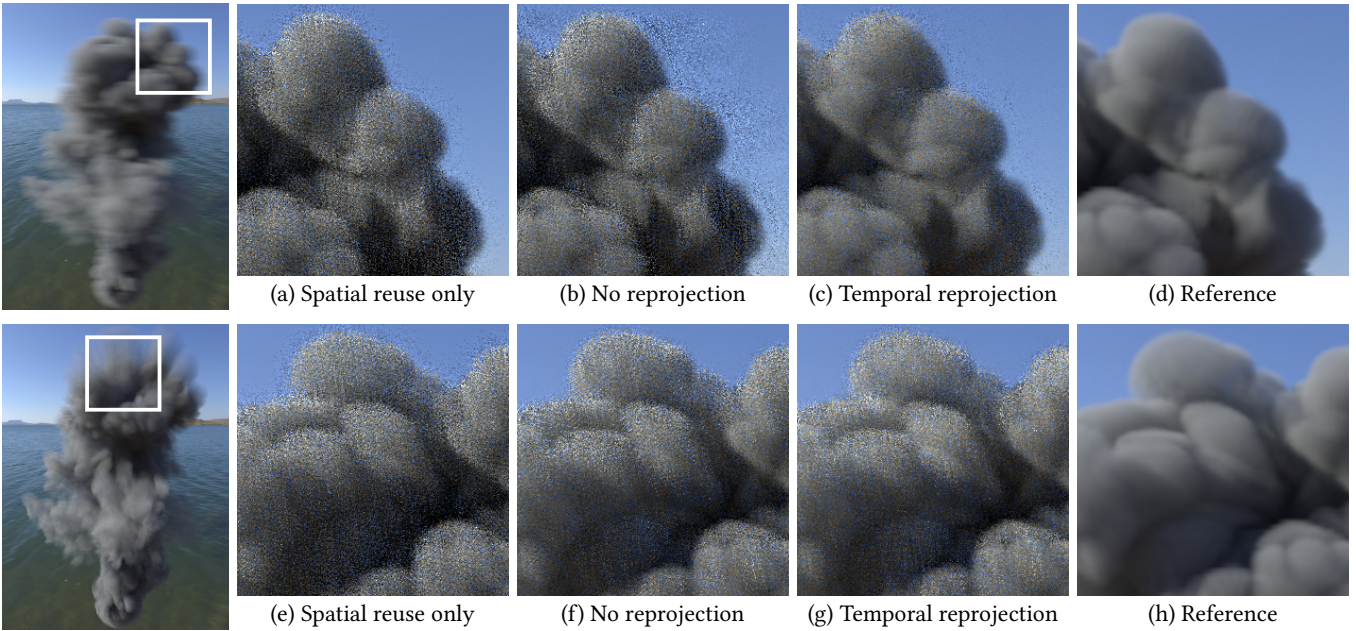 (a) Spatial reuse only
(b) No reprojection
(c) Temporal reprojection
(d) Reference
(e) Spatial reuse only
(f) No reprojection
(g) Temporal reprojection
(h) Reference